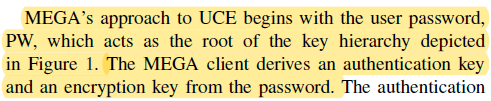 MEGA's approach to UCE begins with the user password,
PW, which acts as the root of the key hierarchy depicted
in Figure 1. The MEGA client derives an authentication key
and an encryption key from the password. The authentication